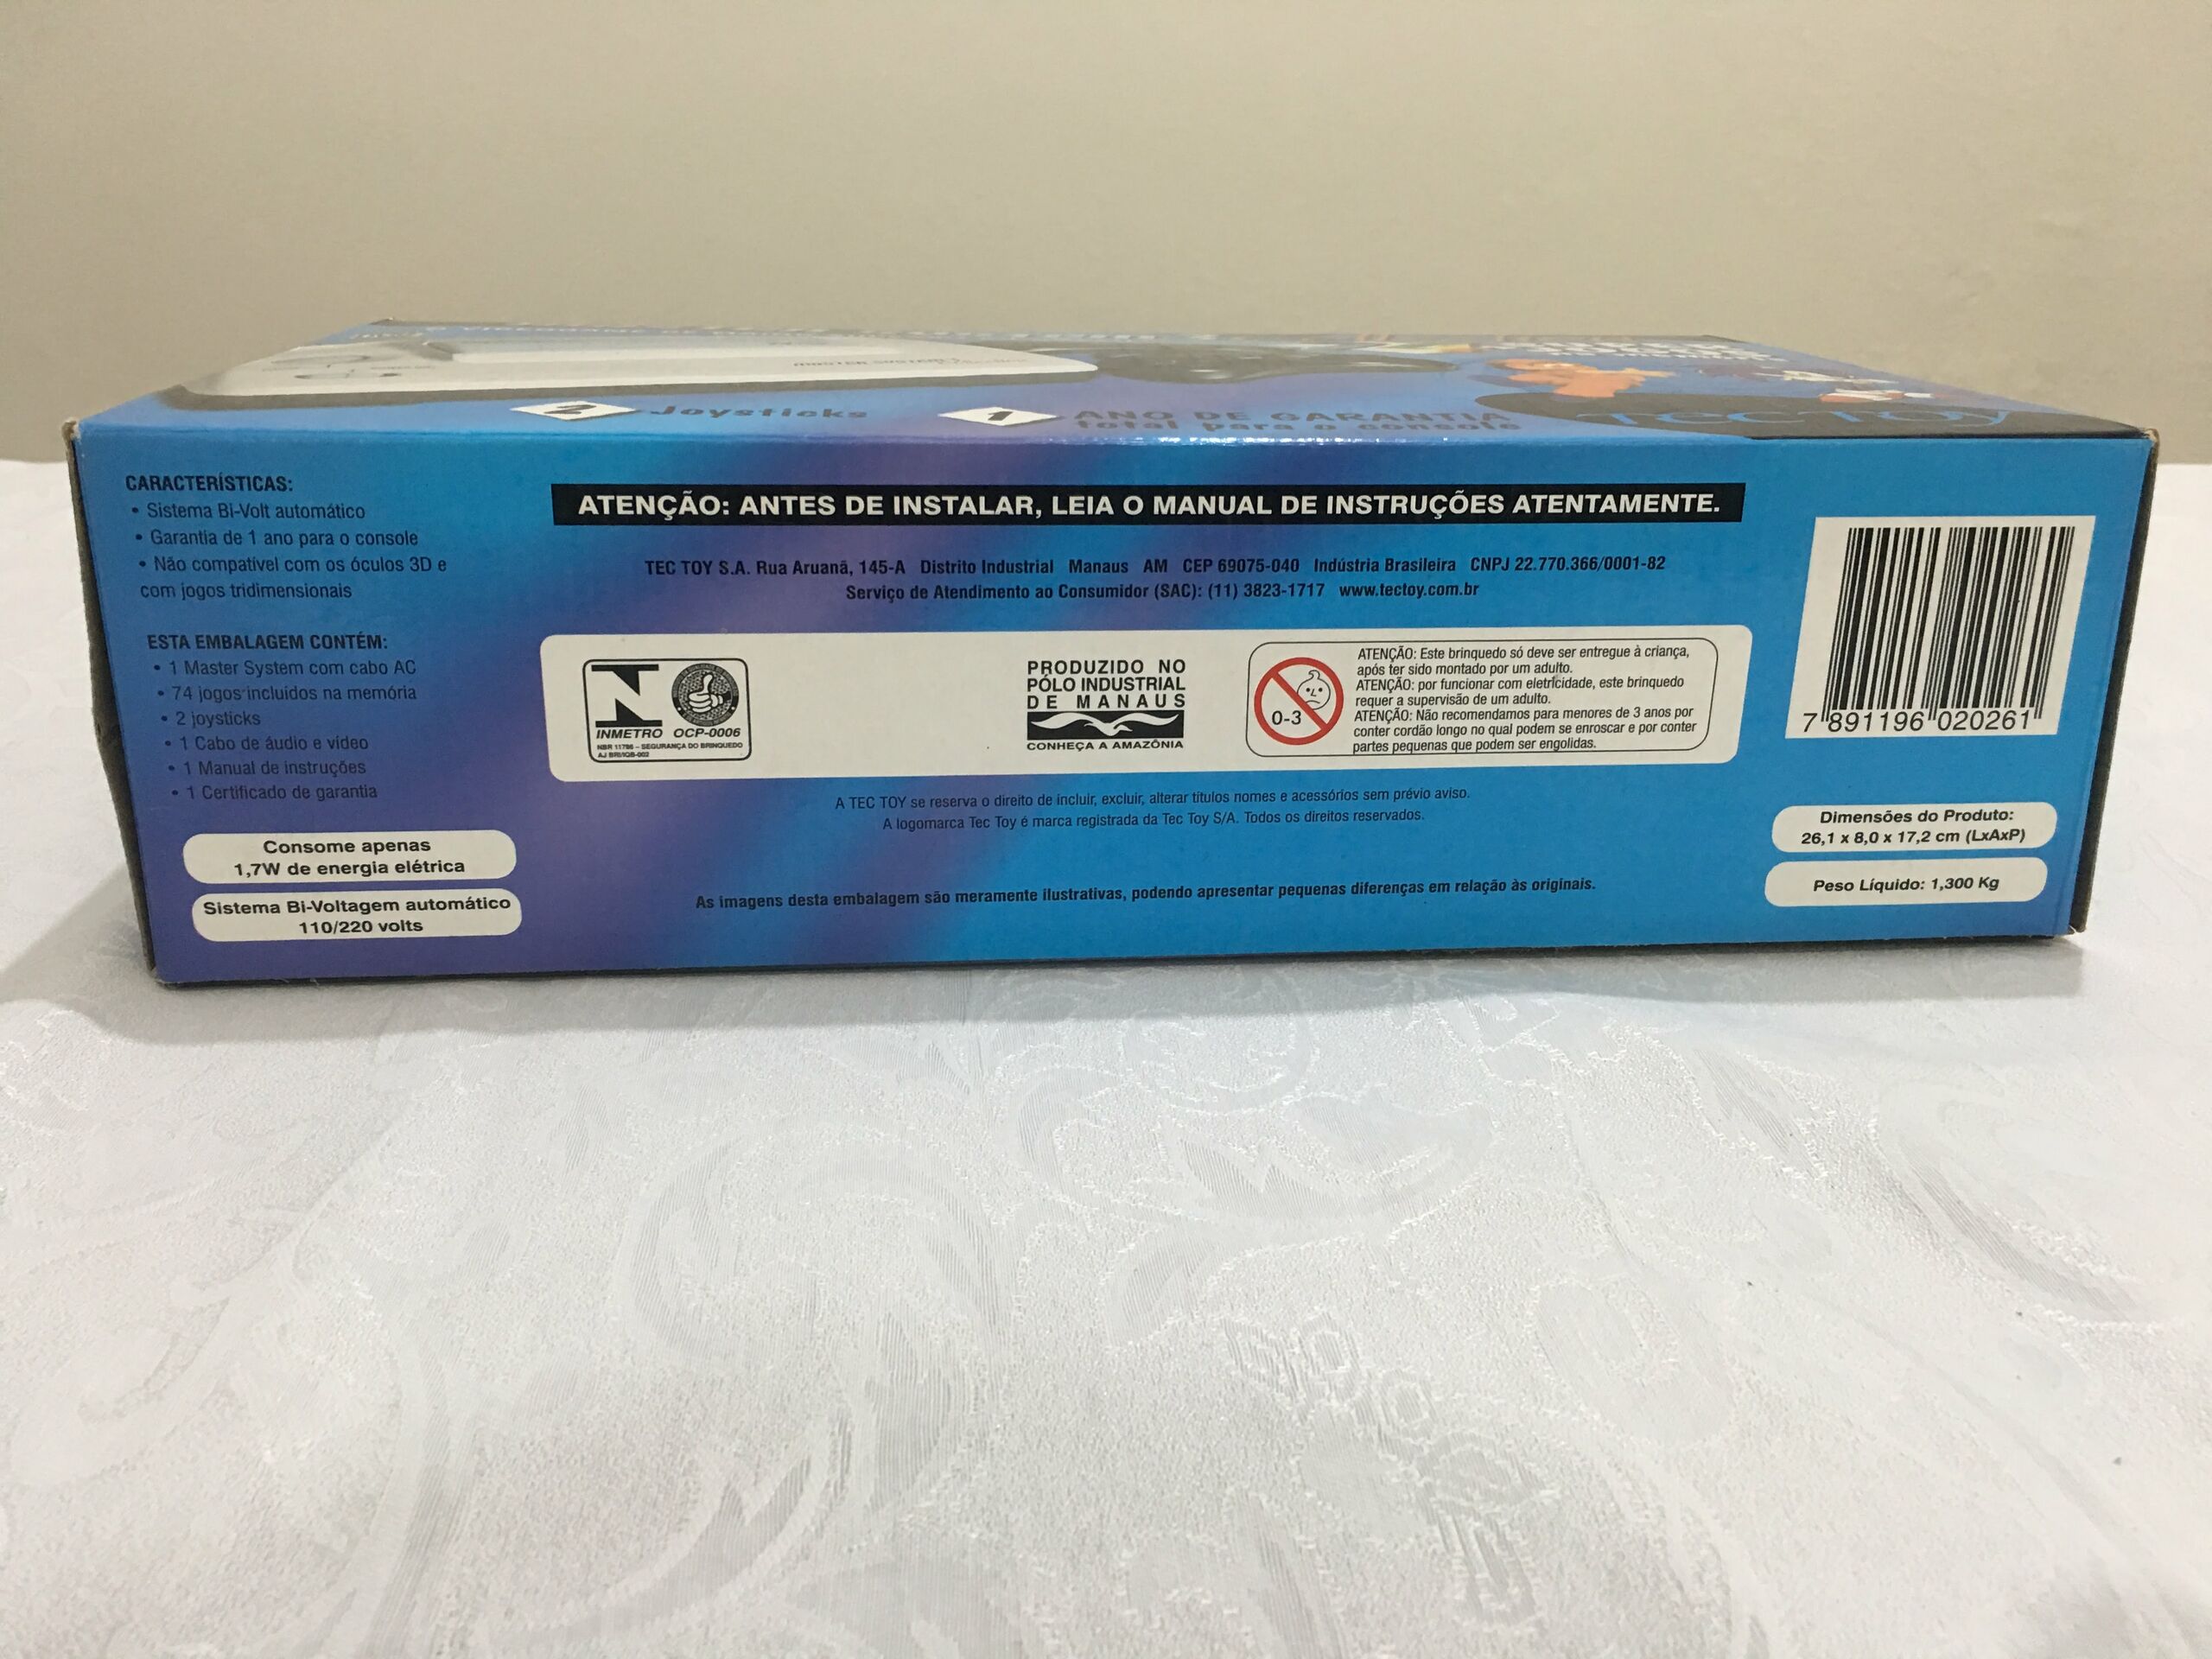 2 Joysticks
1 ANO DE GARANTIA
total para o console
TECTOY
CARACTERÍSTICAS:
• Sistema Bi-Volt automático
• Garantia de 1 ano para o console
• Não compatível com os óculos 3D e
com jogos tridimensionais
ESTA EMBALAGEM CONTÉM:
• 1 Master System com cabo AC
• 74 jogos incluídos na memória
• 2 joysticks
• 1 Cabo de áudio e vídeo
• 1 Manual de instruções
• 1 Certificado de garantia
Consome apenas
1,7W de energia elétrica
Sistema Bi-Voltagem automático
110/220 volts
ATENÇÃO: ANTES DE INSTALAR, LEIA O MANUAL DE INSTRUÇÕES ATENTAMENTE.
TEC TOY S.A. Rua Aruanã, 145-A Distrito Industrial Manaus AM CEP 69075-040 Indústria Brasileira CNPJ 22.770.366/0001-82
Serviço de Atendimento ao Consumidor (SAC): (11) 3823-1717 www.tectoy.com.br
INMETRO OCP-0006
NBR 11786 – SEGURANÇA DO BRINQUEDO
PRODUZIDO NO
PÓLO INDUSTRIAL
DE MANAUS
CONHEÇA A AMAZÔNIA
0-3
ATENÇÃO: Este brinquedo só deve ser entregue à criança,
após ter sido montado por um adulto.
ATENÇÃO: por funcionar com eletricidade, este brinquedo
requer a supervisão de um adulto.
ATENÇÃO: Não recomendamos para menores de 3 anos por
conter cordão longo no qual podem se enroscar e por conter
partes pequenas que podem ser engolidas.
A TEC TOY se reserva o direito de incluir, excluir, alterar títulos nomes e acessórios sem prévio aviso.
A logomarca Tec Toy é marca registrada da Tec Toy S/A. Todos os direitos reservados.
As imagens desta embalagem são meramente ilustrativas, podendo apresentar pequenas diferenças em relação às originais.
7 891196 020261
Dimensões do Produto:
26,1 x 8,0 x 17,2 cm (LxAxP)
Peso Líquido: 1,300 Kg